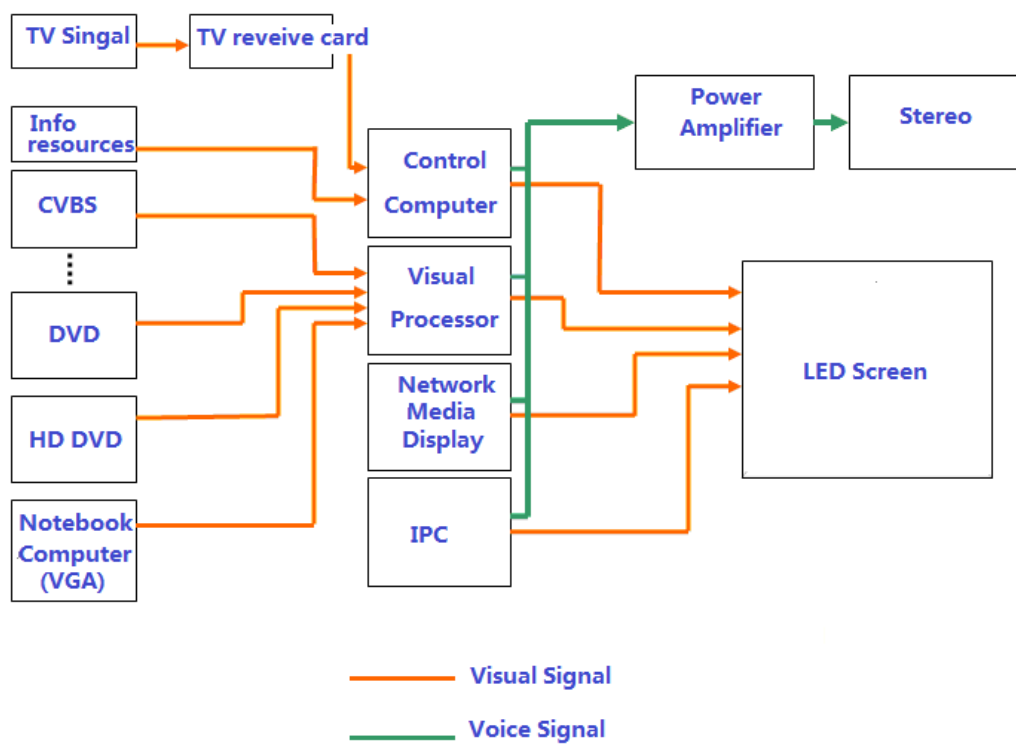 TV Singal
TV reveive card
Info
resources
CVBS
DVD
HD DVD
Notebook
Computer
(VGA)
Control
Computer
Visual
Processor
Network
Media
Display
IPC
Power
Amplifier
Stereo
LED Screen
Visual Signal
Voice Signal